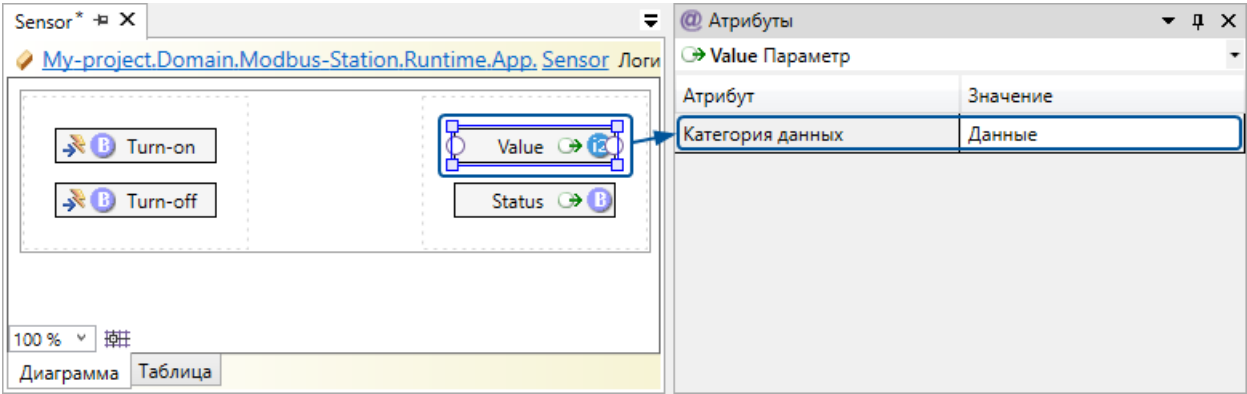 Sensor*
My-project.Domain.Modbus-Station.Runtime.App. Sensor Логи
B Turn-on
B Turn-off
Value i2
Status B
100 %
Диаграмма Таблица
@ Атрибуты
Value Параметр
Атрибут Значение
Категория данных Данные